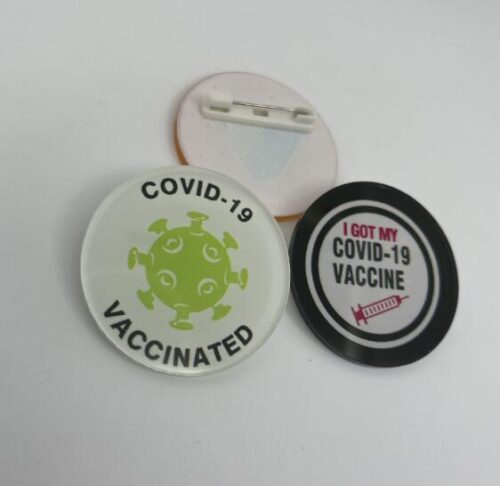 COVID-19
VACCINATED
I GOT MY
COVID-19
VACCINE